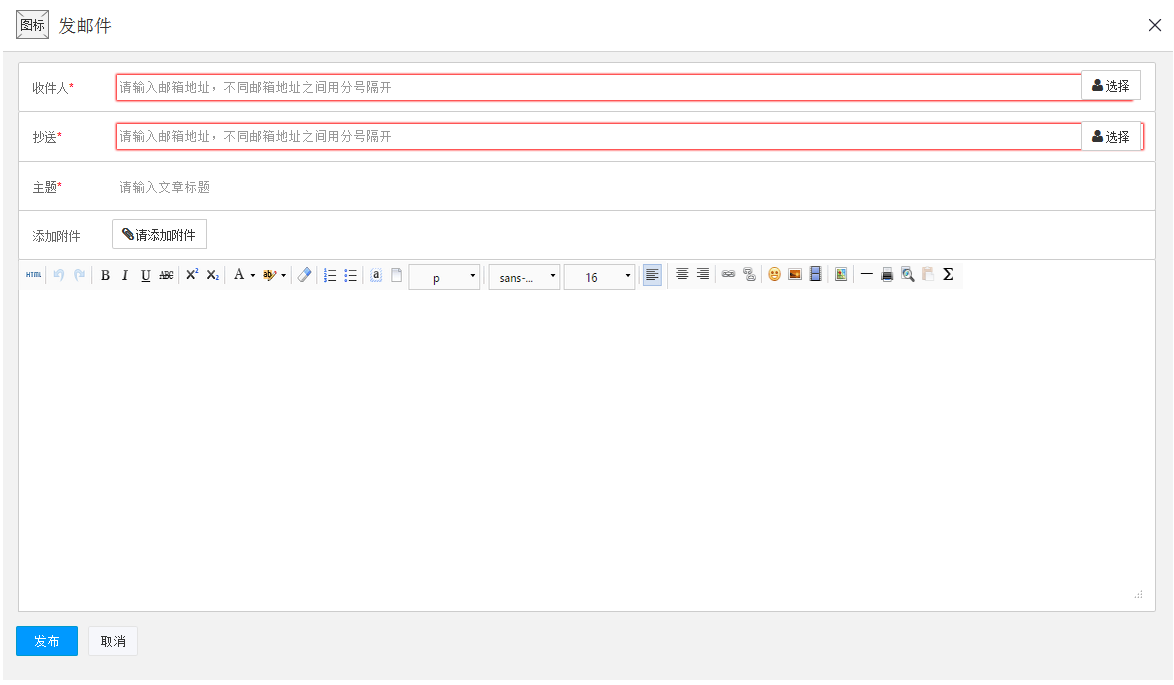 图标 发邮件
收件人* 请输入邮箱地址，不同邮箱地址之间用分号隔开 选择
抄送* 请输入邮箱地址，不同邮箱地址之间用分号隔开 选择
主题* 请输入文章标题
添加附件 请添加附件
HTML B I U ABC X² X₂ A ab a p sans-... 16 Σ
发布 取消